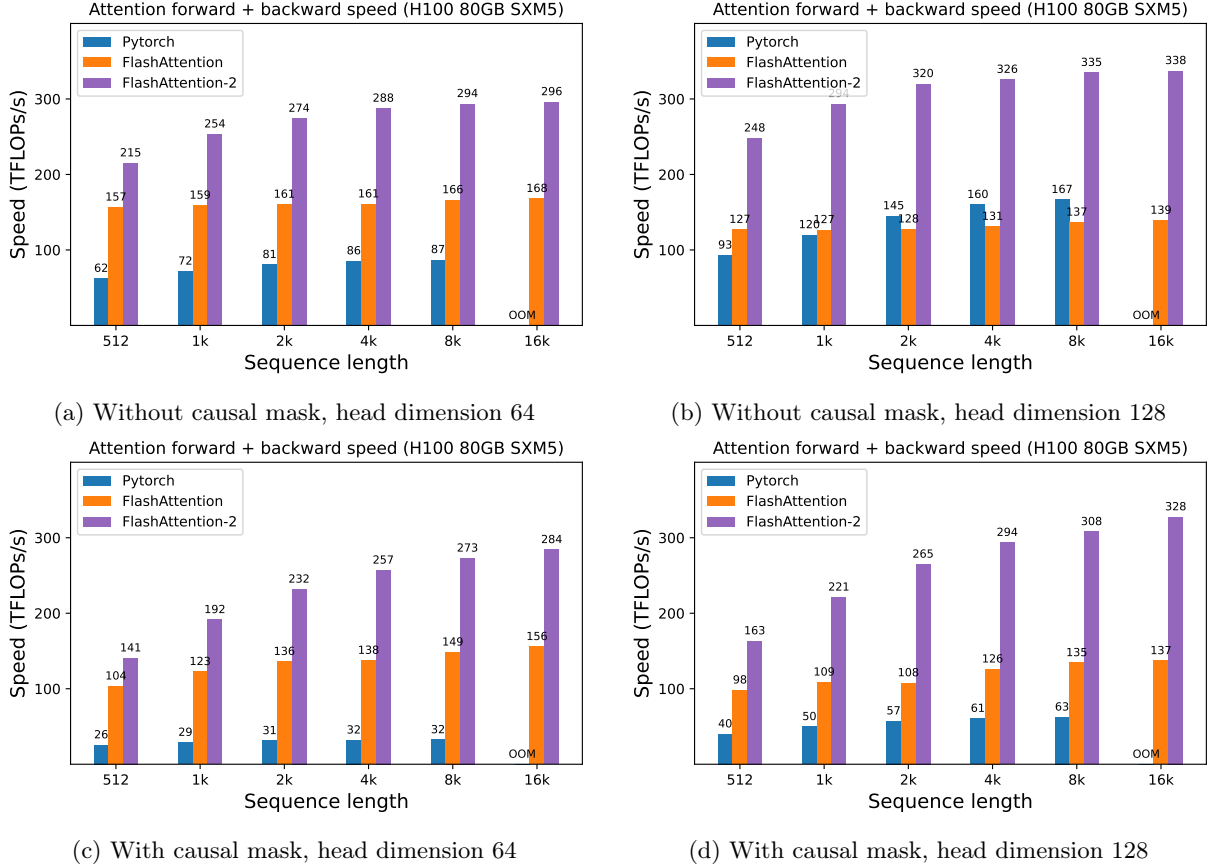 Attention forward + backward speed (H100 80GB SXM5)
Pytorch
FlashAttention
FlashAttention-2
Speed (TFLOPs/s)
300
200
100
62 157 215
72 159 254
81 161 274
86 161 288
87 166 294
OOM 168 296
512 1k 2k 4k 8k 16k
Sequence length
(a) Without causal mask, head dimension 64
Attention forward + backward speed (H100 80GB SXM5)
Pytorch
FlashAttention
FlashAttention-2
Speed (TFLOPs/s)
300
200
100
93 127 248
120 127 294
145 128 320
160 131 326
167 137 335
OOM 139 338
512 1k 2k 4k 8k 16k
Sequence length
(b) Without causal mask, head dimension 128
Attention forward + backward speed (H100 80GB SXM5)
Pytorch
FlashAttention
FlashAttention-2
Speed (TFLOPs/s)
300
200
100
26 104 141
29 123 192
31 136 232
32 138 257
32 149 273
OOM 156 284
512 1k 2k 4k 8k 16k
Sequence length
(c) With causal mask, head dimension 64
Attention forward + backward speed (H100 80GB SXM5)
Pytorch
FlashAttention
FlashAttention-2
Speed (TFLOPs/s)
300
200
100
40 98 163
50 109 221
57 108 265
61 126 294
63 135 308
OOM 137 328
512 1k 2k 4k 8k 16k
Sequence length
(d) With causal mask, head dimension 128